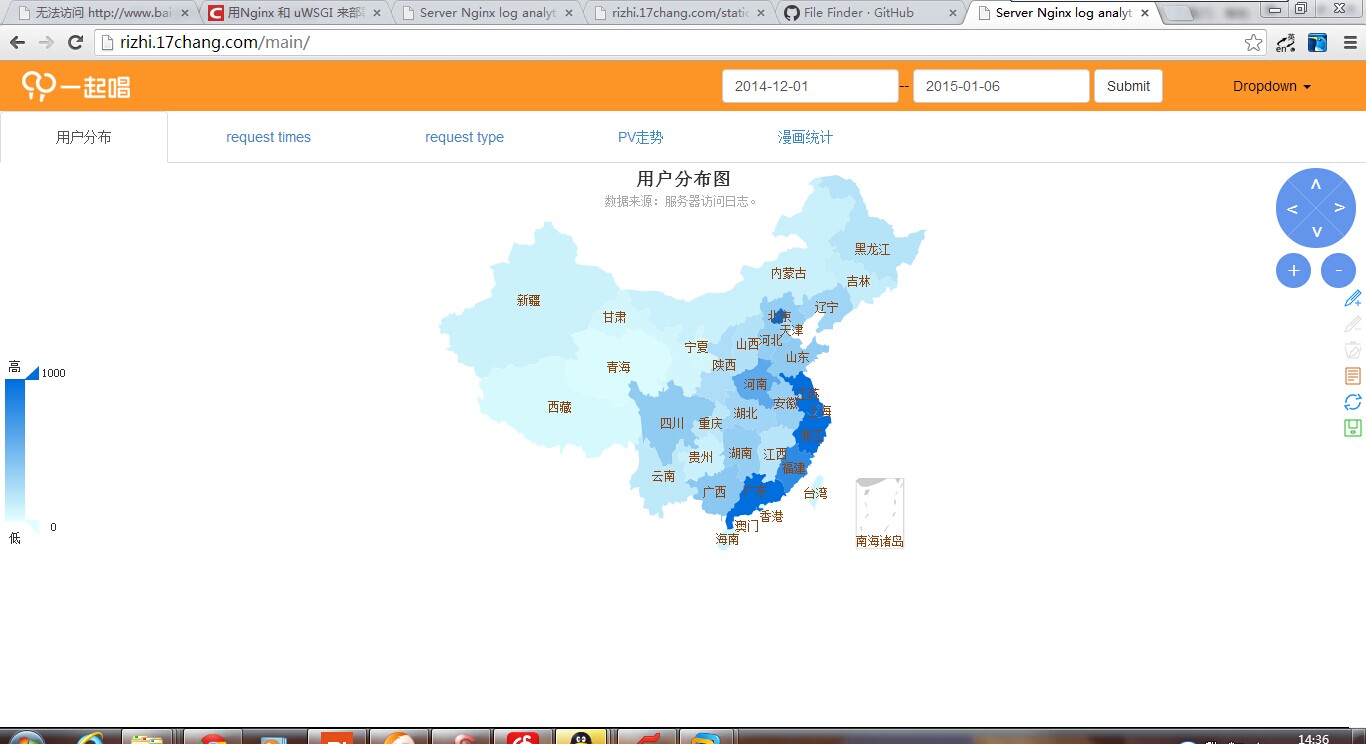 无法访问 http://www.bai
用Nginx 和 uWSGI 来部
Server Nginx log analyt
rizhi.17chang.com/static
File Finder · GitHub
Server Nginx log analyt
rizhi.17chang.com/main/
英
en
一起唱
2014-12-01
--
2015-01-06
Submit
Dropdown
用户分布
request times
request type
PV走势
漫画统计
用户分布图
数据来源：服务器访问日志。
黑龙江
内蒙古
吉林
新疆
辽宁
甘肃
北京
天津
河北
山西
宁夏
山东
陕西
青海
高
1000
河南
江苏
安徽
上海
西藏
湖北
四川
重庆
浙江
湖南
江西
贵州
福建
云南
广西
广东
台湾
香港
澳门
0
低
海南
南海诸岛
14:36